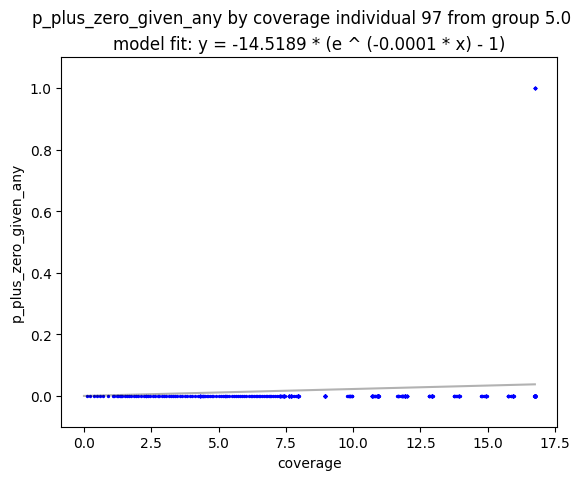 p_plus_zero_given_any by coverage individual 97 from group 5.0
model fit: y = -14.5189 * (e ^ (-0.0001 * x) - 1)
1.0
0.8
0.6
0.4
0.2
0.0
p_plus_zero_given_any
0.0 2.5 5.0 7.5 10.0 12.5 15.0 17.5
coverage